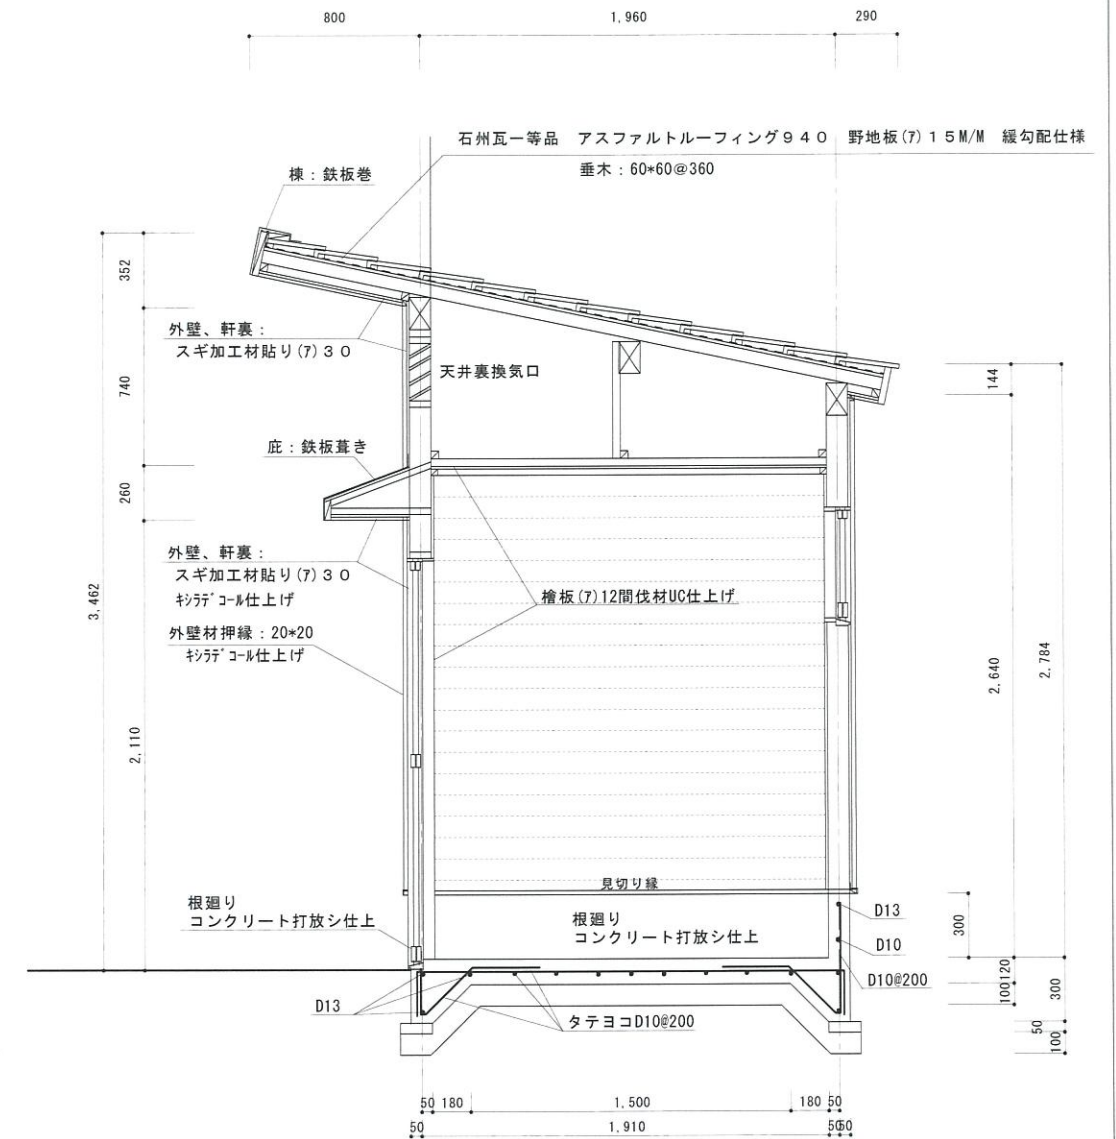 800
1,960
290
石州瓦一等品　アスファルトルーフィング９４０　野地板(ｱ)１５M/M　緩勾配仕様
垂木：60*60@360
棟：鉄板巻
352
144
外壁、軒裏：
スギ加工材貼り(ｱ)３０
天井裏換気口
740
庇：鉄板葺き
260
外壁、軒裏：
スギ加工材貼り(ｱ)３０
ｷｼﾗﾃﾞｺｰﾙ仕上げ
檜板(ｱ)12間伐材UC仕上げ
3,462
外壁材押縁：20*20
ｷｼﾗﾃﾞｺｰﾙ仕上げ
2,640
2,784
2,110
見切り縁
根廻り
コンクリート打放シ仕上
根廻り
コンクリート打放シ仕上
D13
D10
300
D10@200
120
100
300
D13
タテヨコD10@200
50
100
50
180
1,500
180
50
50
1,910
50
50